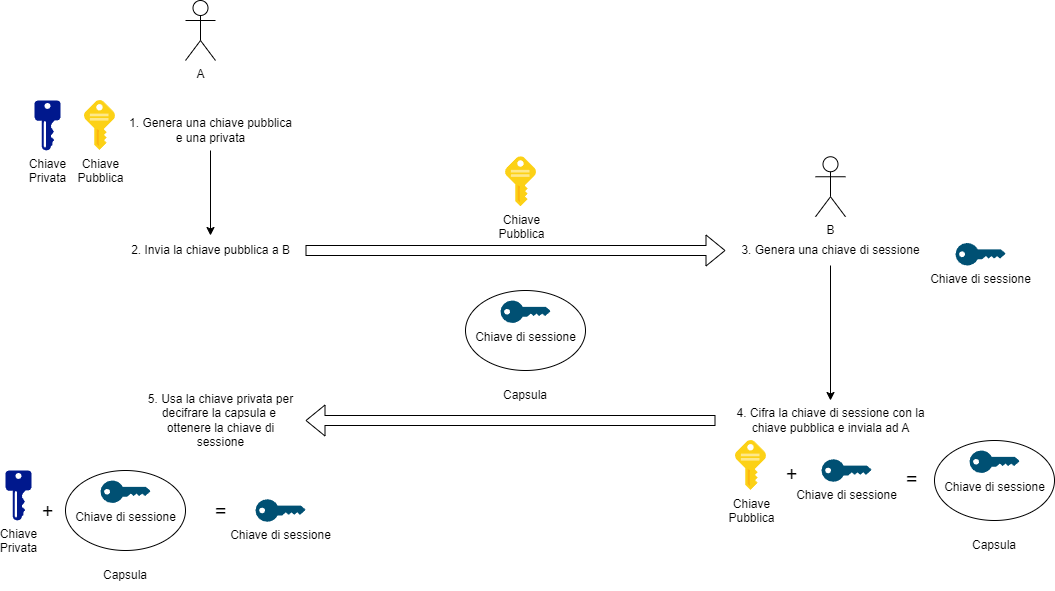 A
1. Genera una chiave pubblica
e una privata
Chiave
Privata
Chiave
Pubblica
2. Invia la chiave pubblica a B
Chiave
Pubblica
B
3. Genera una chiave di sessione
Chiave di sessione
Chiave di sessione
Capsula
4. Cifra la chiave di sessione con la
chiave pubblica e inviala ad A
Chiave
Pubblica
+
Chiave di sessione
=
Chiave di sessione
Capsula
5. Usa la chiave privata per
decifrare la capsula e
ottenere la chiave di
sessione
Chiave
Privata
+
Chiave di sessione
Capsula
=
Chiave di sessione